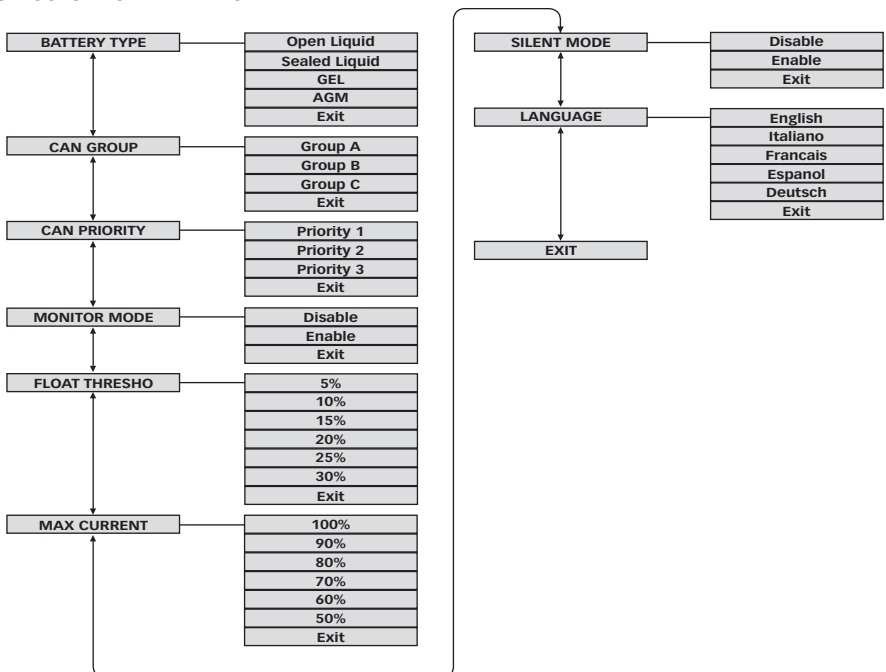 BATTERY TYPE
Open Liquid
Sealed Liquid
GEL
AGM
Exit
CAN GROUP
Group A
Group B
Group C
Exit
CAN PRIORITY
Priority 1
Priority 2
Priority 3
Exit
MONITOR MODE
Disable
Enable
Exit
FLOAT THRESHO
5%
10%
15%
20%
25%
30%
Exit
MAX CURRENT
100%
90%
80%
70%
60%
50%
Exit
SILENT MODE
Disable
Enable
Exit
LANGUAGE
English
Italiano
Francais
Espanol
Deutsch
Exit
EXIT